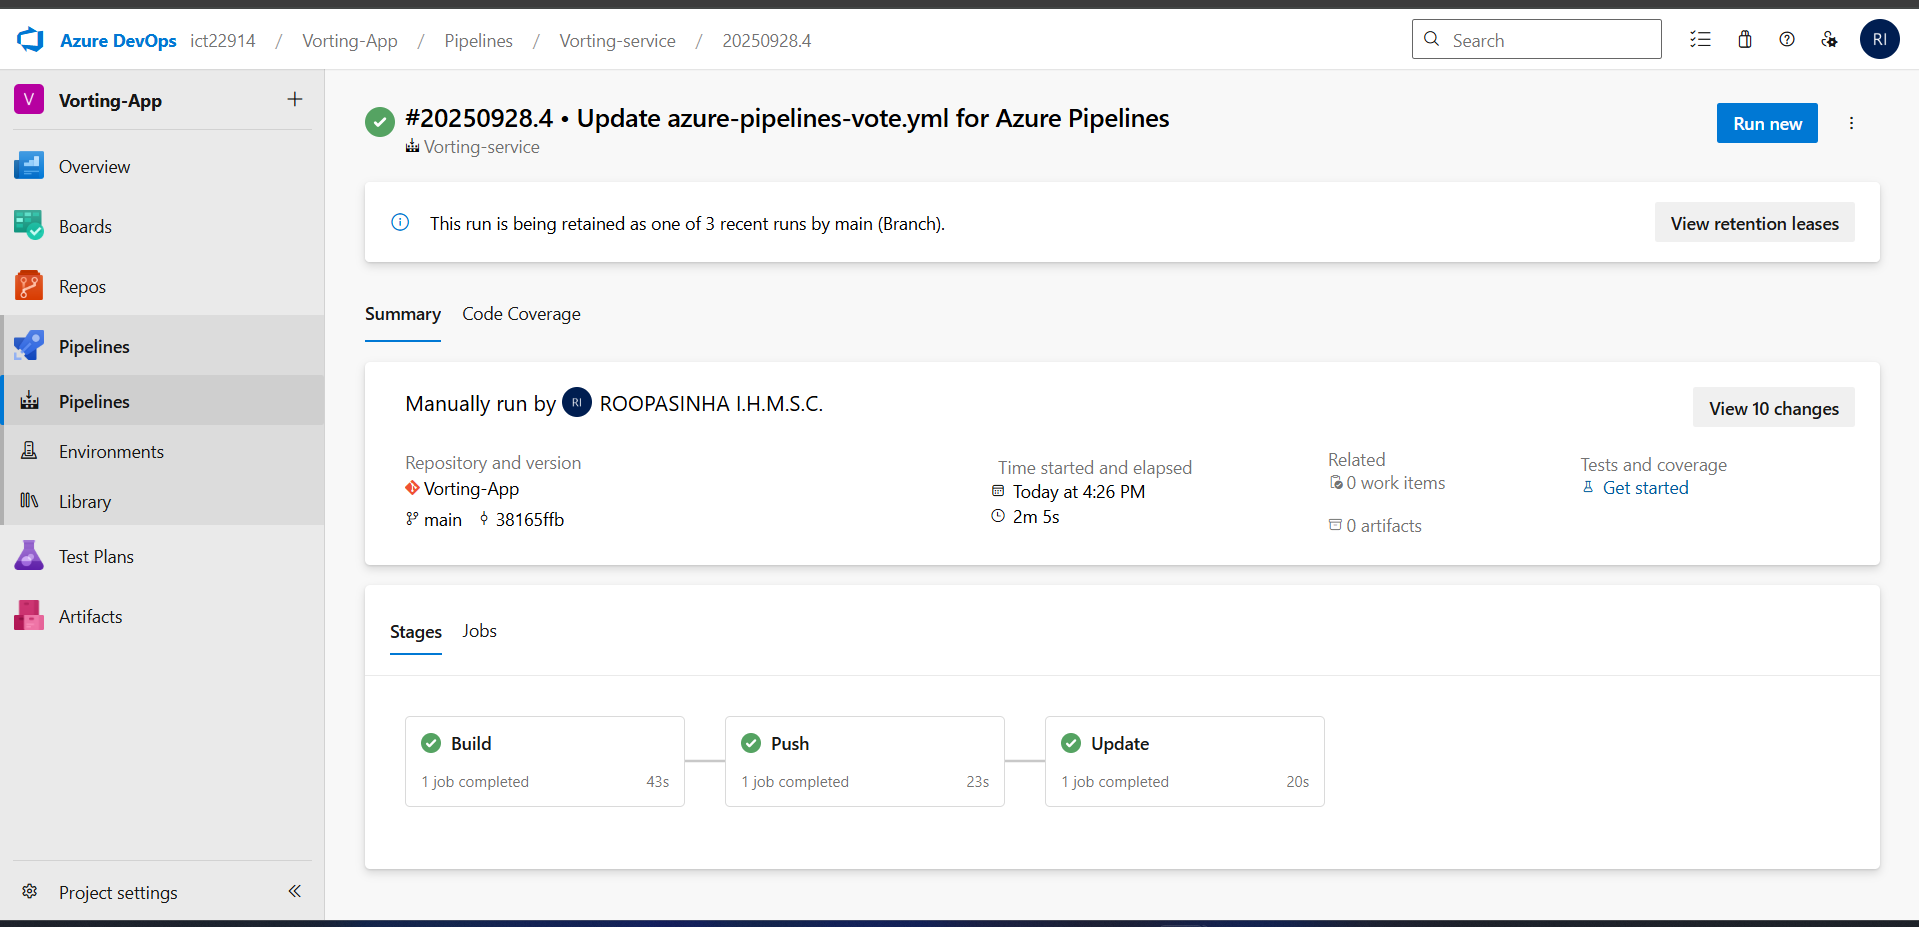 Azure DevOps ict22914 / Vorting-App / Pipelines / Vorting-service / 20250928.4
Search
RI
V Vorting-App
Overview
Boards
Repos
Pipelines
Pipelines
Environments
Library
Test Plans
Artifacts
Project settings
#20250928.4 • Update azure-pipelines-vote.yml for Azure Pipelines
Vorting-service
Run new
This run is being retained as one of 3 recent runs by main (Branch).
View retention leases
Summary Code Coverage
Manually run by RI ROOPASINHA I.H.M.S.C.
View 10 changes
Repository and version
Vorting-App
main 38165ffb
Time started and elapsed
Today at 4:26 PM
2m 5s
Related
0 work items
0 artifacts
Tests and coverage
Get started
Stages Jobs
Build
1 job completed 43s
Push
1 job completed 23s
Update
1 job completed 20s